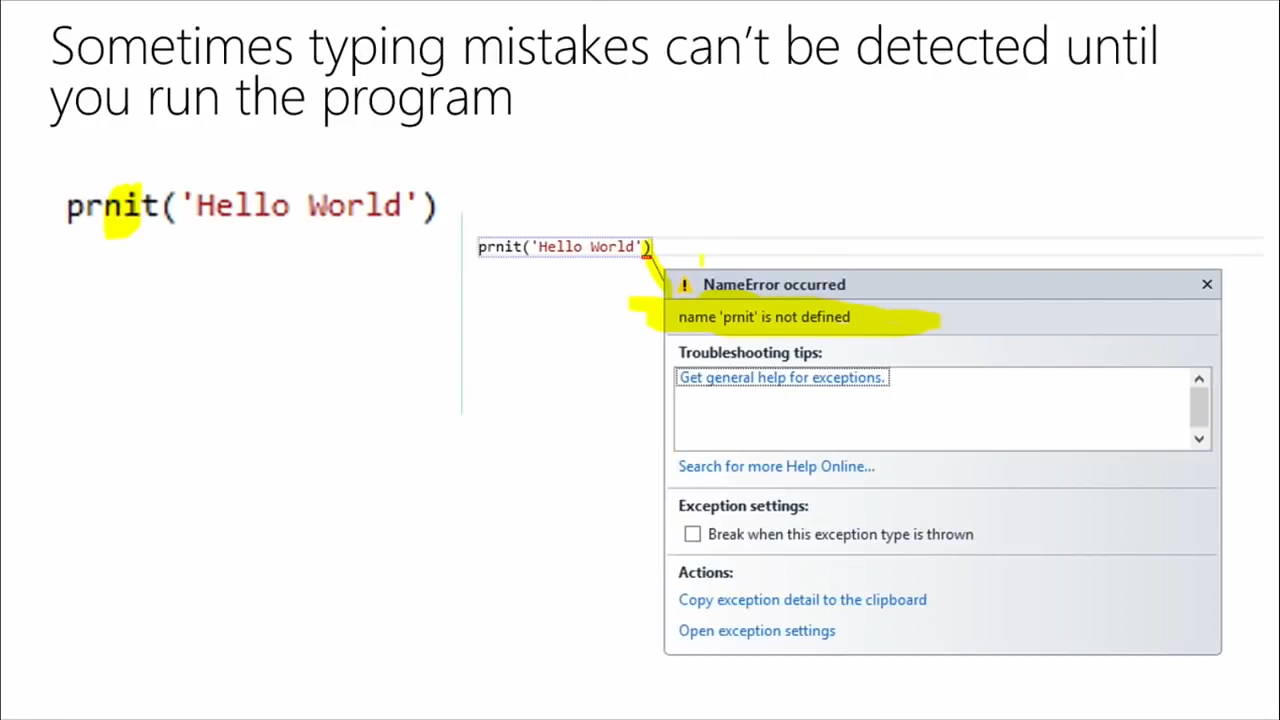 Sometimes typing mistakes can’t be detected until
you run the program
prnit('Hello World')
prnit('Hello World')
NameError occurred
name 'prnit' is not defined
Troubleshooting tips:
Get general help for exceptions.
Search for more Help Online...
Exception settings:
Break when this exception type is thrown
Actions:
Copy exception detail to the clipboard
Open exception settings